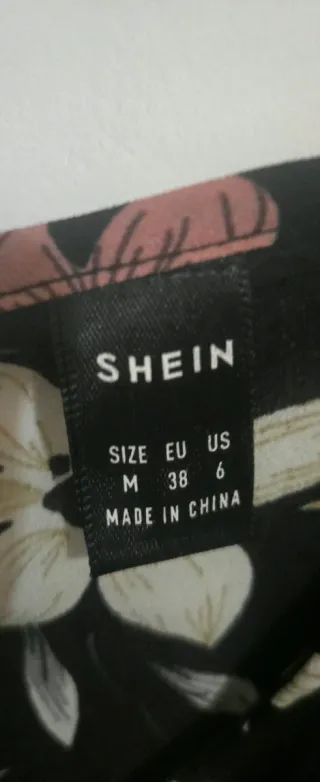 SHEIN
SIZE EU US
M 38 6
MADE IN CHINA